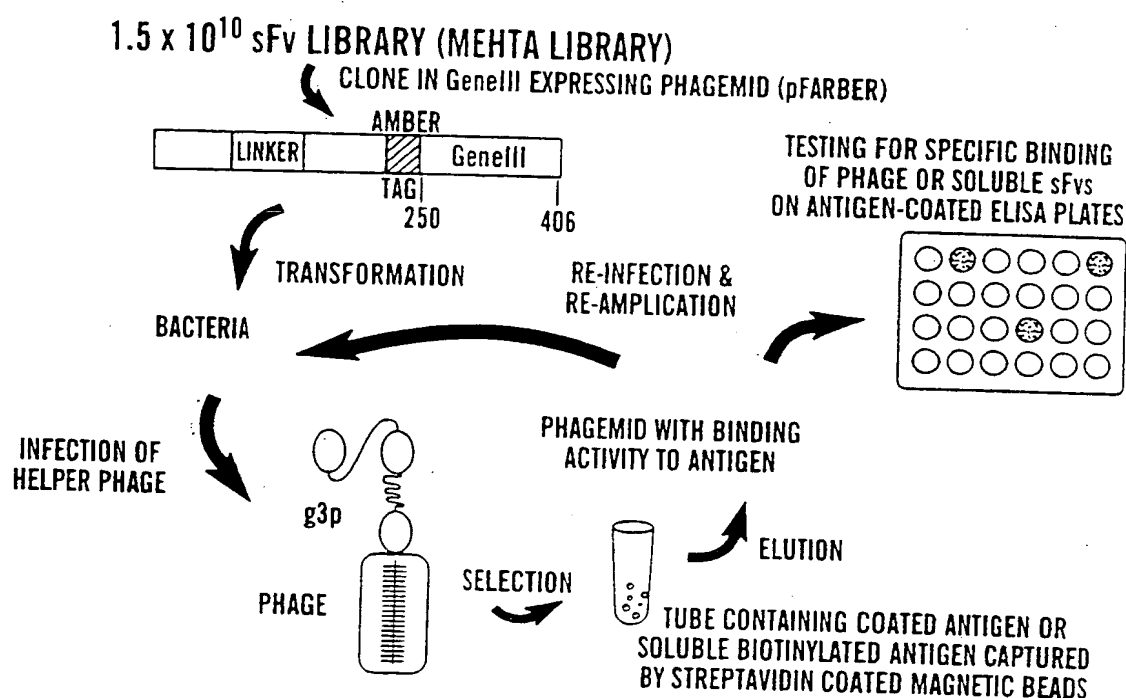 1.5 x 10¹⁰ sFv LIBRARY (MEHTA LIBRARY)
CLONE IN GeneIII EXPRESSING PHAGEMID (pFARBER)
AMBER
LINKER
GeneIII
TAG
250
406
TESTING FOR SPECIFIC BINDING
OF PHAGE OR SOLUBLE sFvs
ON ANTIGEN-COATED ELISA PLATES
TRANSFORMATION
RE-INFECTION &
RE-AMPLICATION
BACTERIA
INFECTION OF
HELPER PHAGE
PHAGEMID WITH BINDING
ACTIVITY TO ANTIGEN
g3p
PHAGE
SELECTION
ELUTION
TUBE CONTAINING COATED ANTIGEN OR
SOLUBLE BIOTINYLATED ANTIGEN CAPTURED
BY STREPTAVIDIN COATED MAGNETIC BEADS